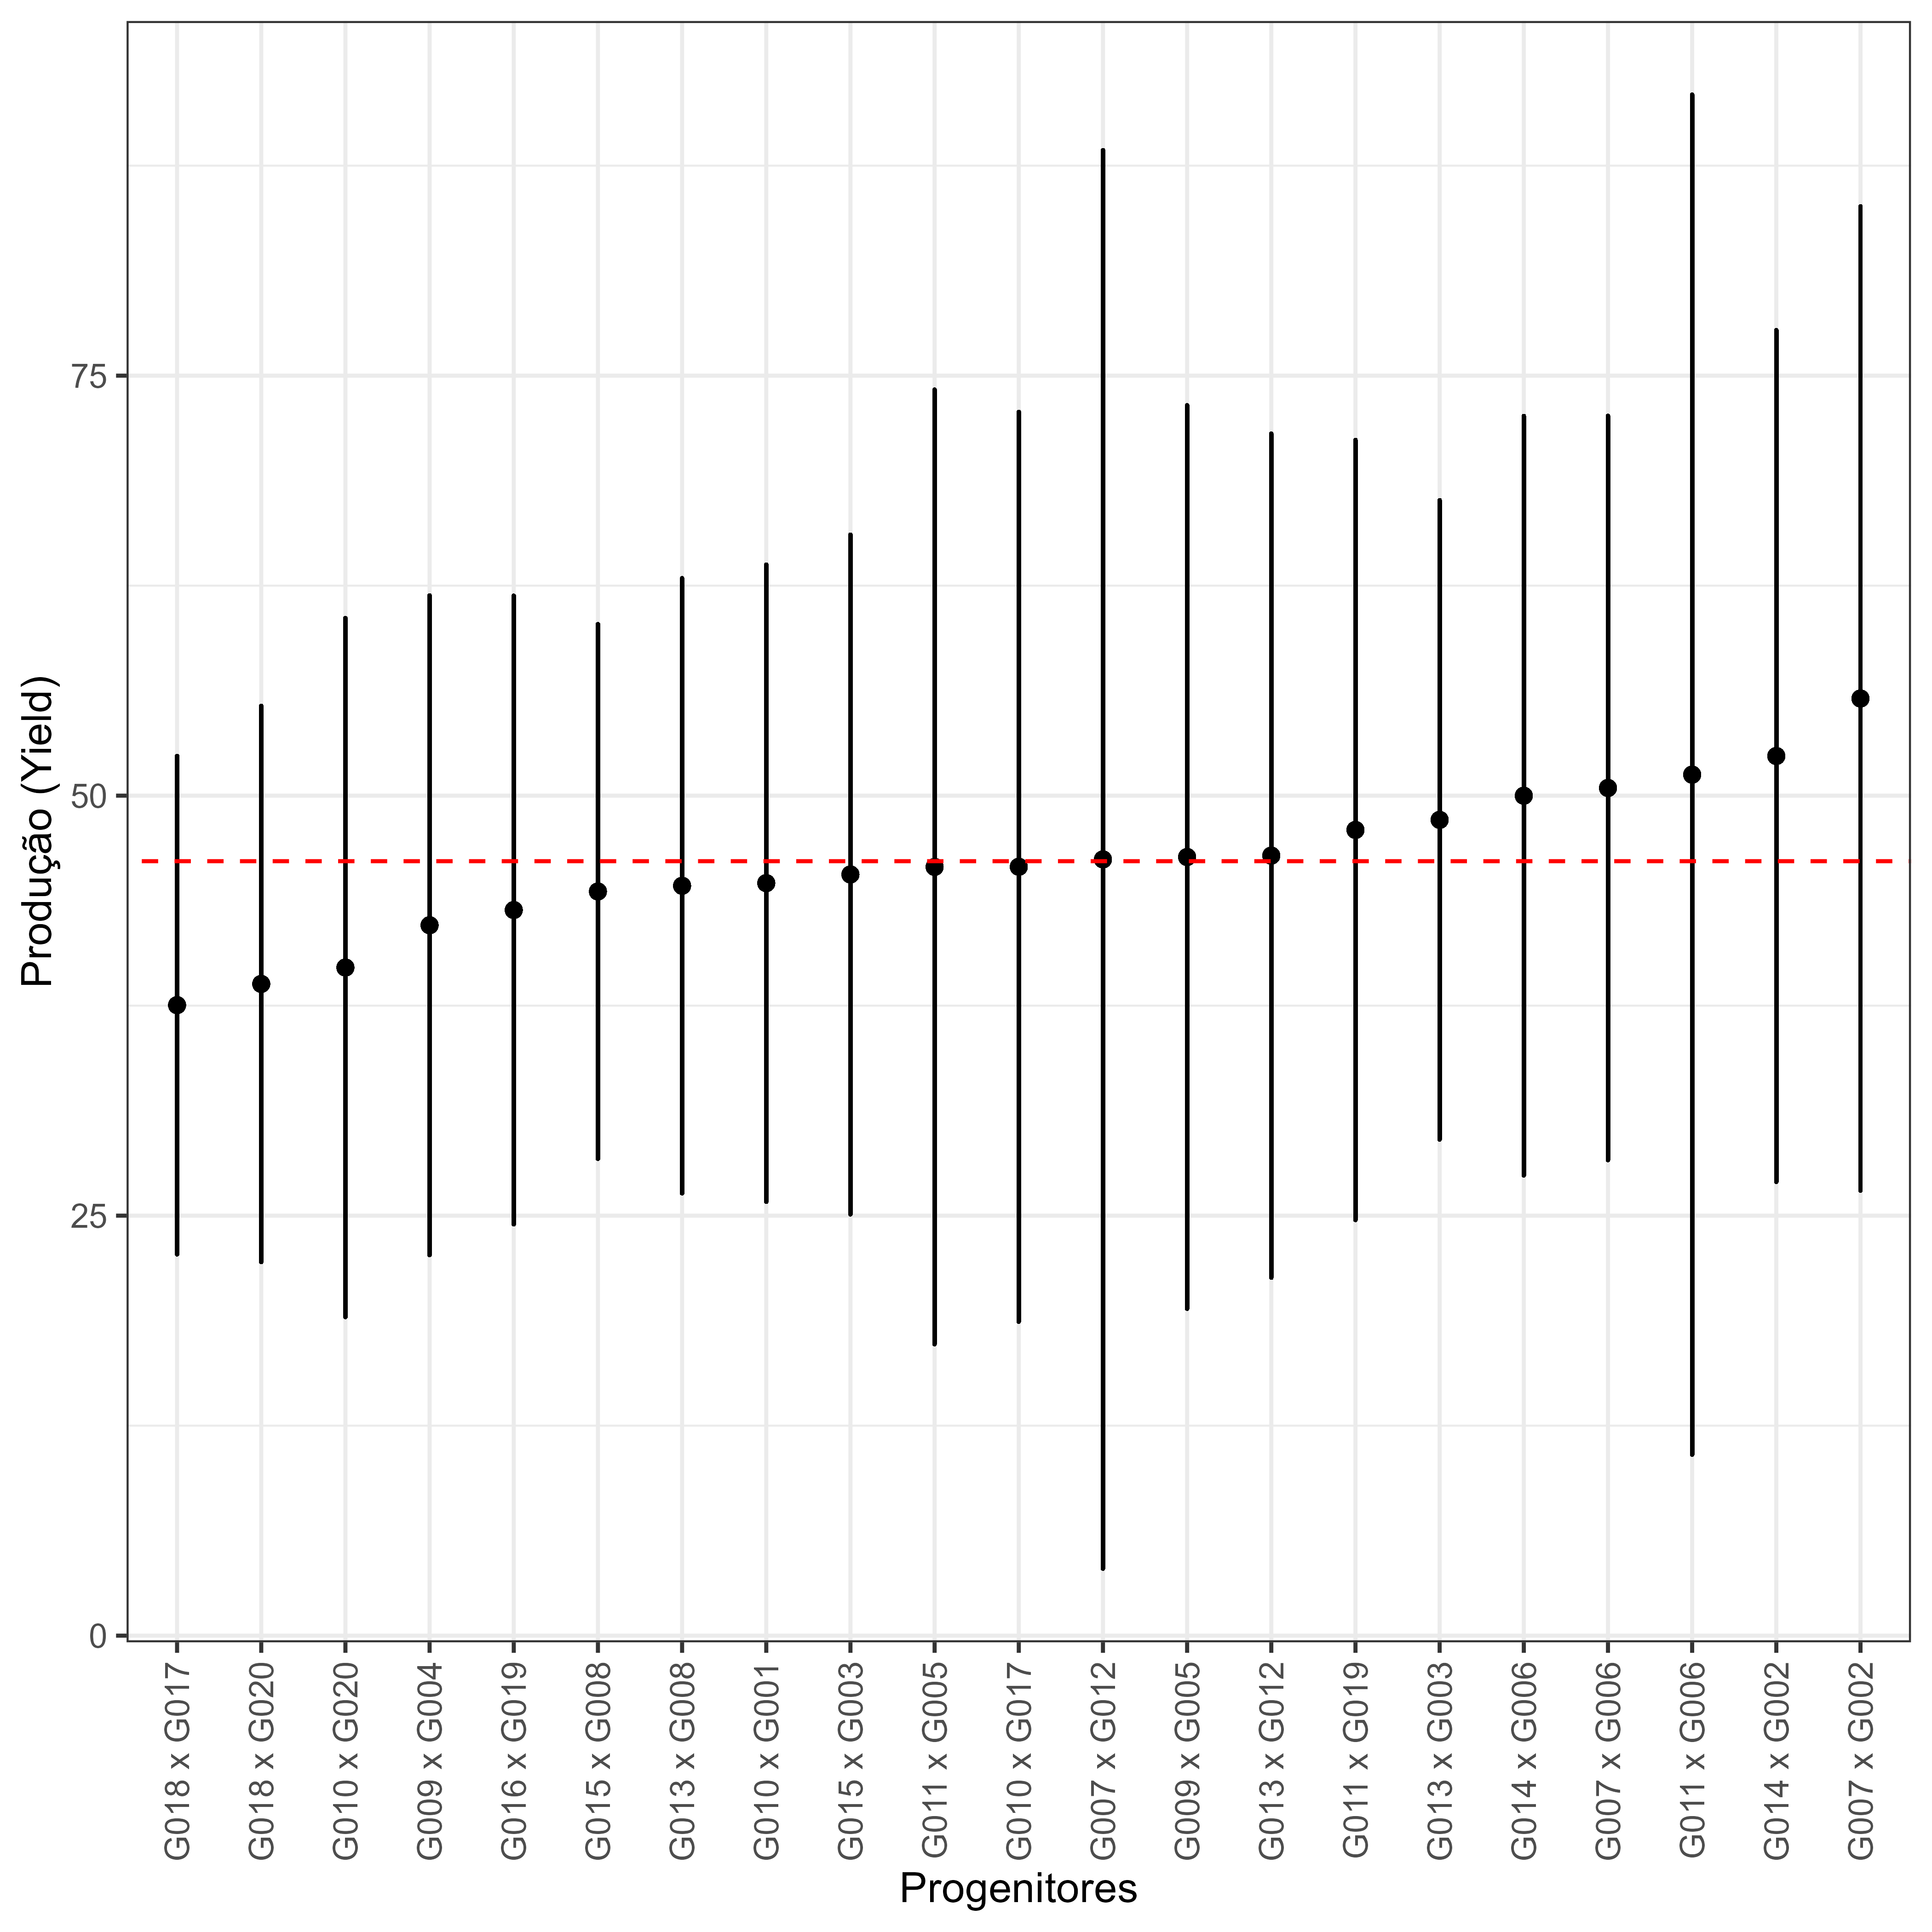 Produção (Yield)
75
50
25
0
G018 x G017
G018 x G020
G010 x G020
G009 x G004
G016 x G019
G015 x G008
G013 x G008
G010 x G001
G015 x G003
G011 x G005
G010 x G017
G007 x G012
G009 x G005
G013 x G012
G011 x G019
G013 x G003
G014 x G006
G007 x G006
G011 x G006
G014 x G002
G007 x G002
Progenitores